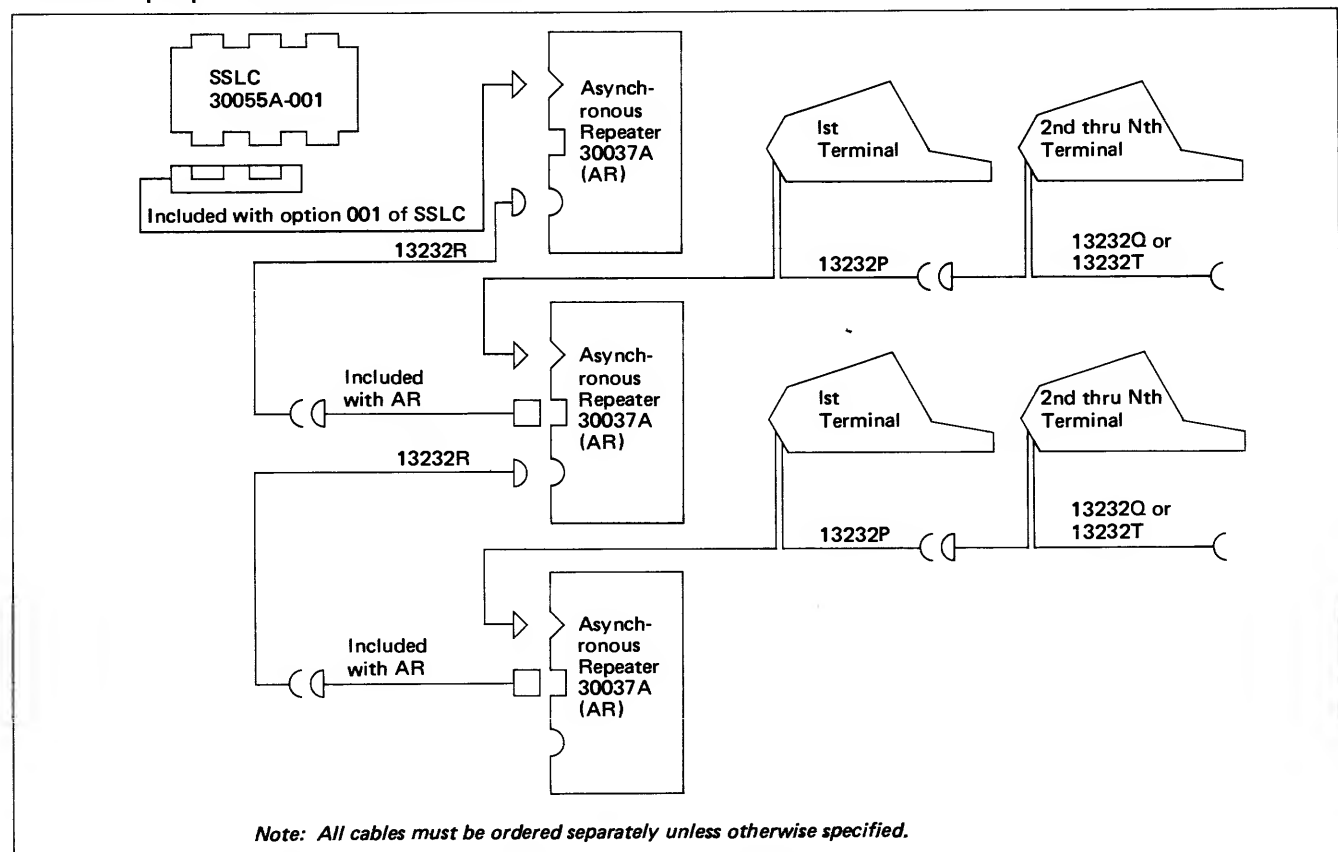 SSLC
30055A-001
Included with option 001 of SSLC
Asynch-
ronous
Repeater
30037A
(AR)
Ist
Terminal
2nd thru Nth
Terminal
13232R
13232P
13232Q or
13232T
Included
with AR
Asynch-
ronous
Repeater
30037A
(AR)
Ist
Terminal
2nd thru Nth
Terminal
13232R
13232P
13232Q or
13232T
Included
with AR
Asynch-
ronous
Repeater
30037A
(AR)
Note: All cables must be ordered separately unless otherwise specified.